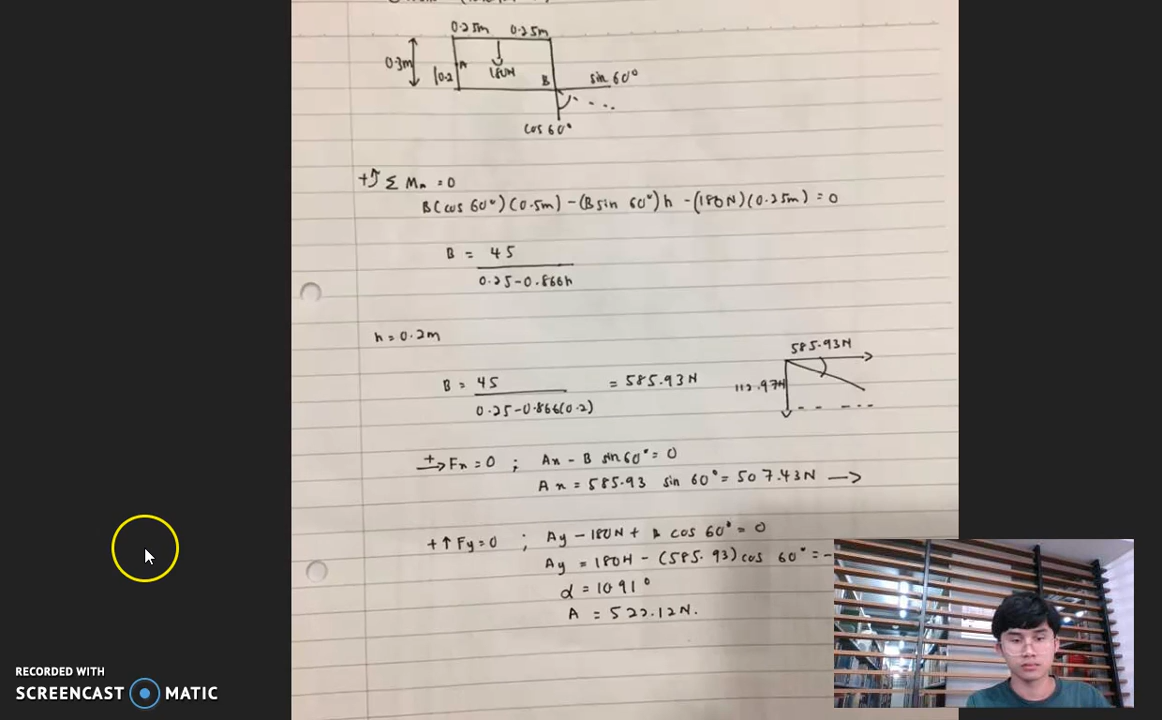 0.25m 0.25m
0.3m
0.2
A
180N
B
sin 60°
cos 60°
+ Σ M = 0
B(cos 60°)(0.5m) - (B sin 60°)h - (180N)(0.25m) = 0
B = 45
0.25-0.866h
h = 0.2m
585.93N
112.97N
B = 45 = 585.93N
0.25-0.866(0.2)
+→ Fx = 0 ; Ax - B sin 60° = 0
Ax = 585.93 sin 60° = 507.43N →
+↑ Fy = 0 ; Ay - 180N + B cos 60° = 0
Ay = 180N - (585.93) cos 60° = -
α = 10.91°
A = 522.12N.
RECORDED WITH
SCREENCAST MATIC